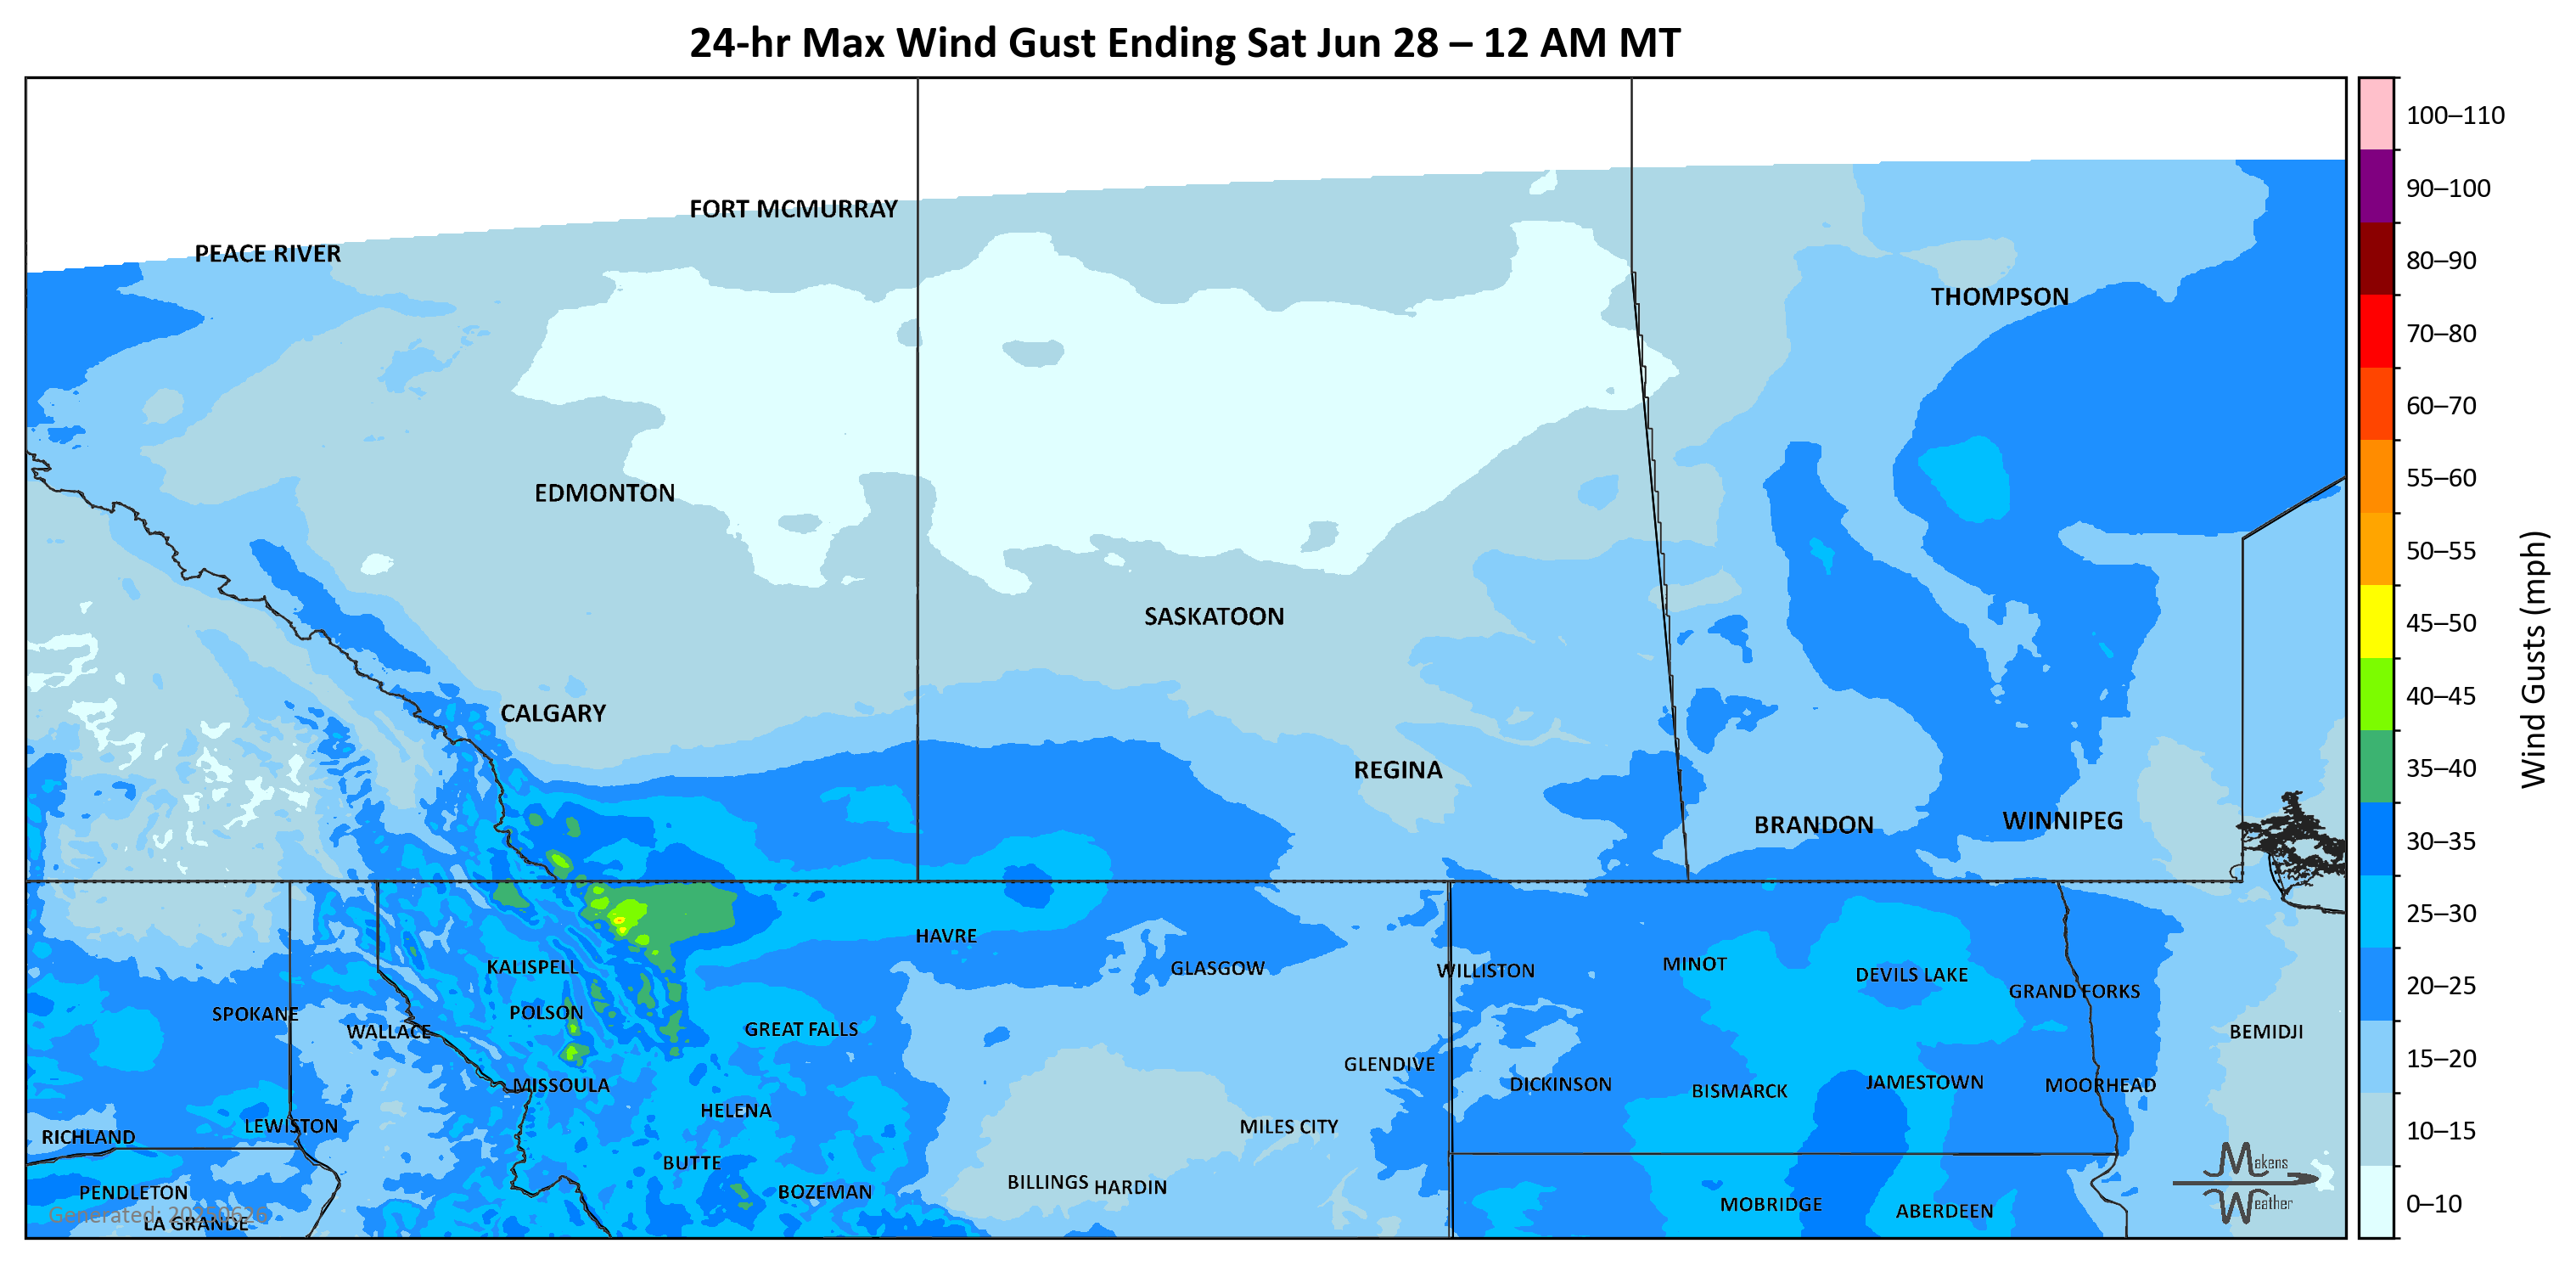 24-hr Max Wind Gust Ending Sat Jun 28 – 12 AM MT
100–110
90–100
80–90
70–80
60–70
55–60
50–55
45–50
40–45
35–40
30–35
25–30
20–25
15–20
10–15
0–10
Wind Gusts (mph)
FORT MCMURRAY
PEACE RIVER
THOMPSON
EDMONTON
SASKATOON
CALGARY
REGINA
BRANDON
WINNIPEG
HAVRE
KALISPELL
GLASGOW
WILLISTON
MINOT
DEVILS LAKE
GRAND FORKS
SPOKANE
POLSON
WALLACE
GREAT FALLS
BEMIDJI
GLENDIVE
MISSOULA
DICKINSON
BISMARCK
JAMESTOWN
MOORHEAD
HELENA
LEWISTON
MILES CITY
RICHLAND
BUTTE
BILLINGS
HARDIN
PENDLETON
BOZEMAN
MOBRIDGE
ABERDEEN
Generated:
LA GRANDE
Makens
Weather